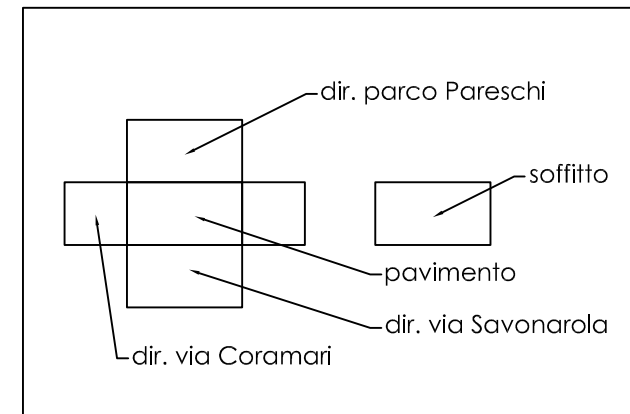 dir. parco Pareschi
soffitto
pavimento
dir. via Savonarola
dir. via Coramari